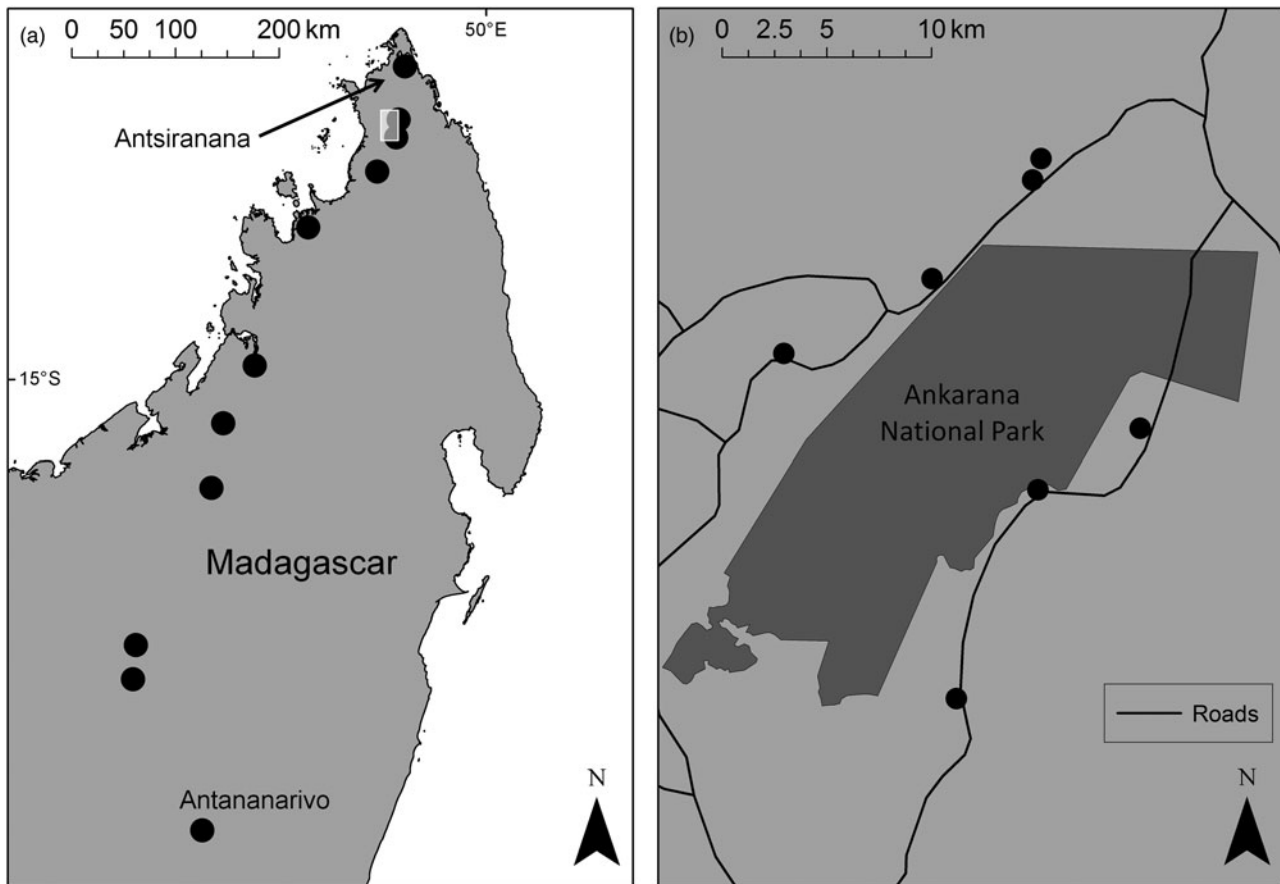 (a)
0 50 100 200 km
50°E
Antsiranana
15°S
Madagascar
Antananarivo
N
(b)
0 2.5 5 10 km
Ankarana
National Park
Roads
N